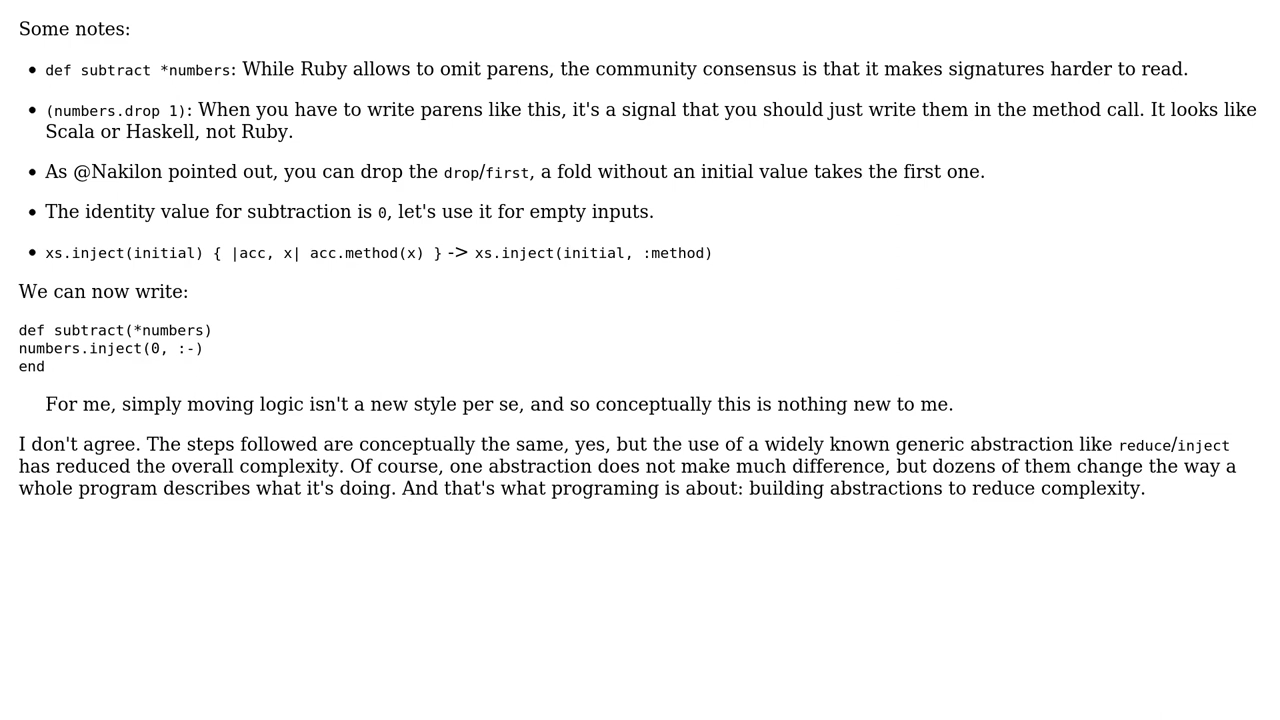 Some notes:
• def subtract *numbers: While Ruby allows to omit parens, the community consensus is that it makes signatures harder to read.
• (numbers.drop 1): When you have to write parens like this, it's a signal that you should just write them in the method call. It looks like
Scala or Haskell, not Ruby.
• As @Nakilon pointed out, you can drop the drop/first, a fold without an initial value takes the first one.
• The identity value for subtraction is 0, let's use it for empty inputs.
• xs.inject(initial) { |acc, x| acc.method(x) } -> xs.inject(initial, :method)
We can now write:
def subtract(*numbers)
numbers.inject(0, :-)
end
For me, simply moving logic isn't a new style per se, and so conceptually this is nothing new to me.
I don't agree. The steps followed are conceptually the same, yes, but the use of a widely known generic abstraction like reduce/inject
has reduced the overall complexity. Of course, one abstraction does not make much difference, but dozens of them change the way a
whole program describes what it's doing. And that's what programing is about: building abstractions to reduce complexity.